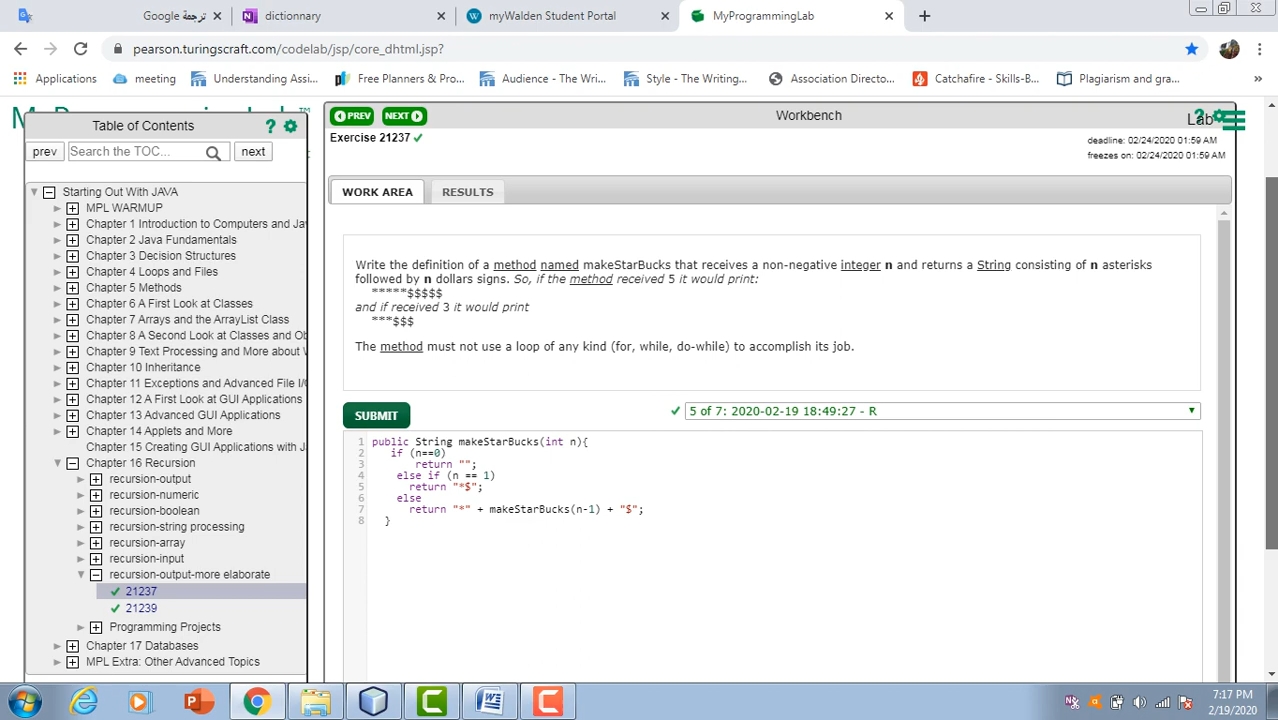 Google ترجمة
dictionnary
myWalden Student Portal
MyProgrammingLab
pearson.turingscraft.com/codelab/jsp/core_dhtml.jsp?
Applications
meeting
Understanding Assi...
Free Planners & Pro...
Audience - The Wri...
Style - The Writing...
Association Directo...
Catchafire - Skills-B...
Plagiarism and gra...
»
Table of Contents
?
prev
Search the TOC...
next
Starting Out With JAVA
MPL WARMUP
Chapter 1 Introduction to Computers and Jav
Chapter 2 Java Fundamentals
Chapter 3 Decision Structures
Chapter 4 Loops and Files
Chapter 5 Methods
Chapter 6 A First Look at Classes
Chapter 7 Arrays and the ArrayList Class
Chapter 8 A Second Look at Classes and Ob
Chapter 9 Text Processing and More about W
Chapter 10 Inheritance
Chapter 11 Exceptions and Advanced File I/O
Chapter 12 A First Look at GUI Applications
Chapter 13 Advanced GUI Applications
Chapter 14 Applets and More
Chapter 15 Creating GUI Applications with J
Chapter 16 Recursion
recursion-output
recursion-numeric
recursion-boolean
recursion-string processing
recursion-array
recursion-input
recursion-output-more elaborate
21237
21239
Programming Projects
Chapter 17 Databases
MPL Extra: Other Advanced Topics
PREV
NEXT
Workbench
Lab
?
Exercise 21237
deadline: 02/24/2020 01:59 AM
freezes on: 02/24/2020 01:59 AM
WORK AREA
RESULTS
Write the definition of a method named makeStarBucks that receives a non-negative integer n and returns a String consisting of n asterisks
followed by n dollars signs. So, if the method received 5 it would print:
*****$$$$$
and if received 3 it would print
***$$$
The method must not use a loop of any kind (for, while, do-while) to accomplish its job.
SUBMIT
5 of 7: 2020-02-19 18:49:27 - R
1 public String makeStarBucks(int n){
2 if (n==0)
3 return "";
4 else if (n == 1)
5 return "*$";
6 else
7 return "*" + makeStarBucks(n-1) + "$";
8 }
7:17 PM
2/19/2020